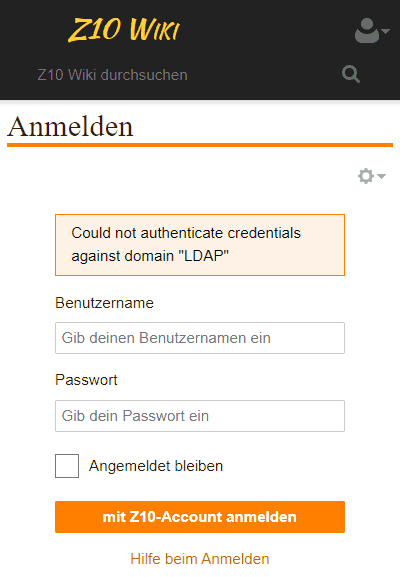 Z10 Wiki
Z10 Wiki durchsuchen
Anmelden
Could not authenticate credentials
against domain "LDAP"
Benutzername
Gib deinen Benutzernamen ein
Passwort
Gib dein Passwort ein
Angemeldet bleiben
mit Z10-Account anmelden
Hilfe beim Anmelden